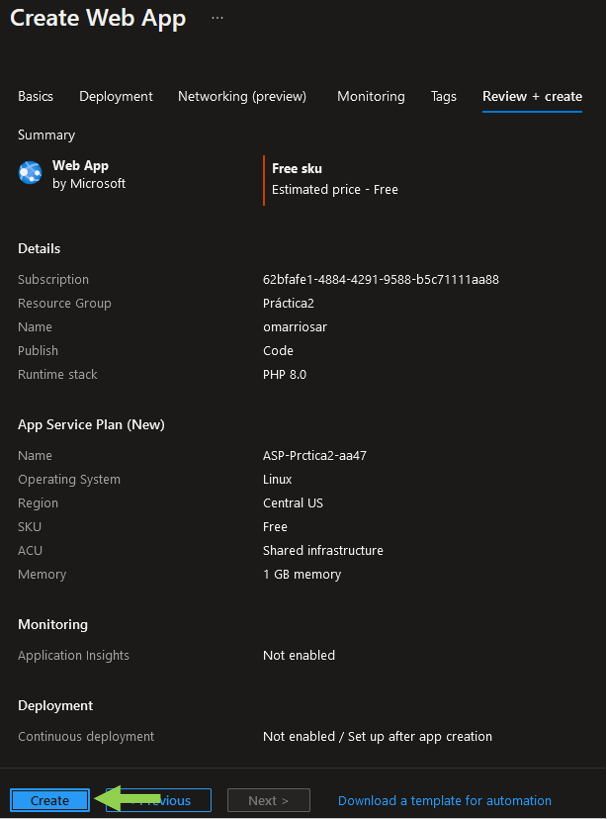 Create Web App ...
Basics Deployment Networking (preview) Monitoring Tags Review + create
Summary
Web App
by Microsoft
Free sku
Estimated price - Free
Details
Subscription 62bfafe1-4884-4291-9588-b5c71111aa88
Resource Group Práctica2
Name omarriosar
Publish Code
Runtime stack PHP 8.0
App Service Plan (New)
Name ASP-Prctica2-aa47
Operating System Linux
Region Central US
SKU Free
ACU Shared infrastructure
Memory 1 GB memory
Monitoring
Application Insights Not enabled
Deployment
Continuous deployment Not enabled / Set up after app creation
Create < Previous Next > Download a template for automation